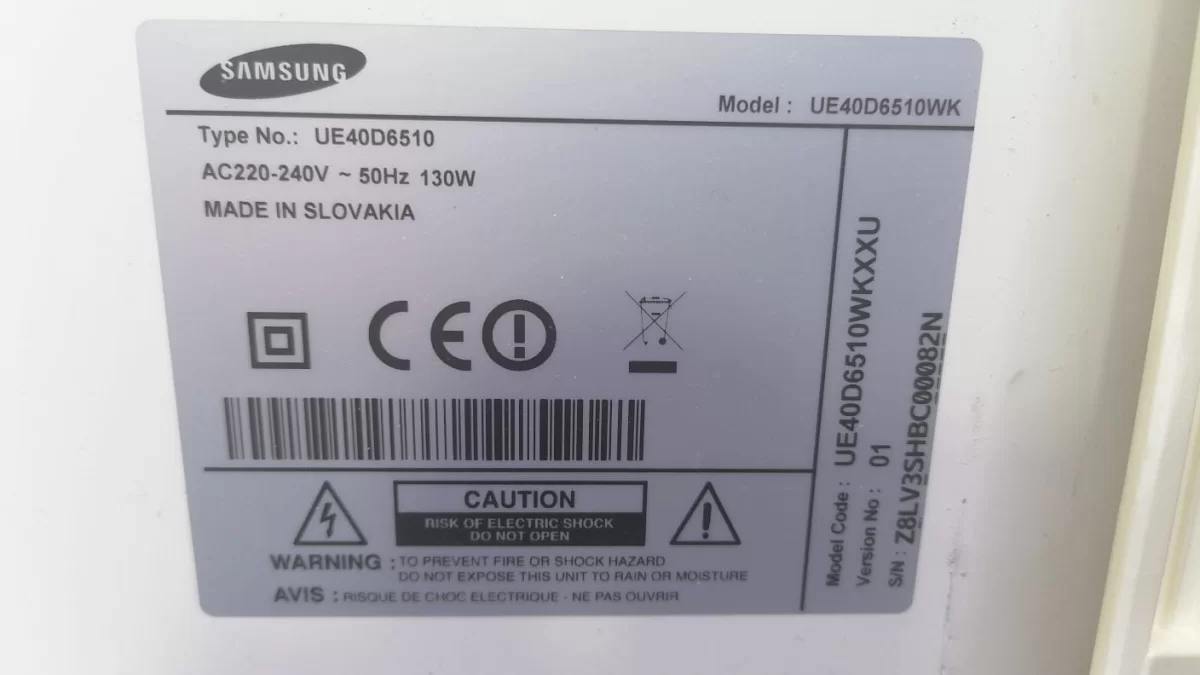 SAMSUNG
Model : UE40D6510WK
Type No.: UE40D6510
AC220-240V ~ 50Hz 130W
MADE IN SLOVAKIA
CE
CAUTION
RISK OF ELECTRIC SHOCK
DO NOT OPEN
WARNING : TO PREVENT FIRE OR SHOCK HAZARD
DO NOT EXPOSE THIS UNIT TO RAIN OR MOISTURE
AVIS : RISQUE DE CHOC ELECTRIQUE - NE PAS OUVRIR
Model Code : UE40D6510WKXXU
Version No : 01
S/N : Z8LV3SHBC00082N